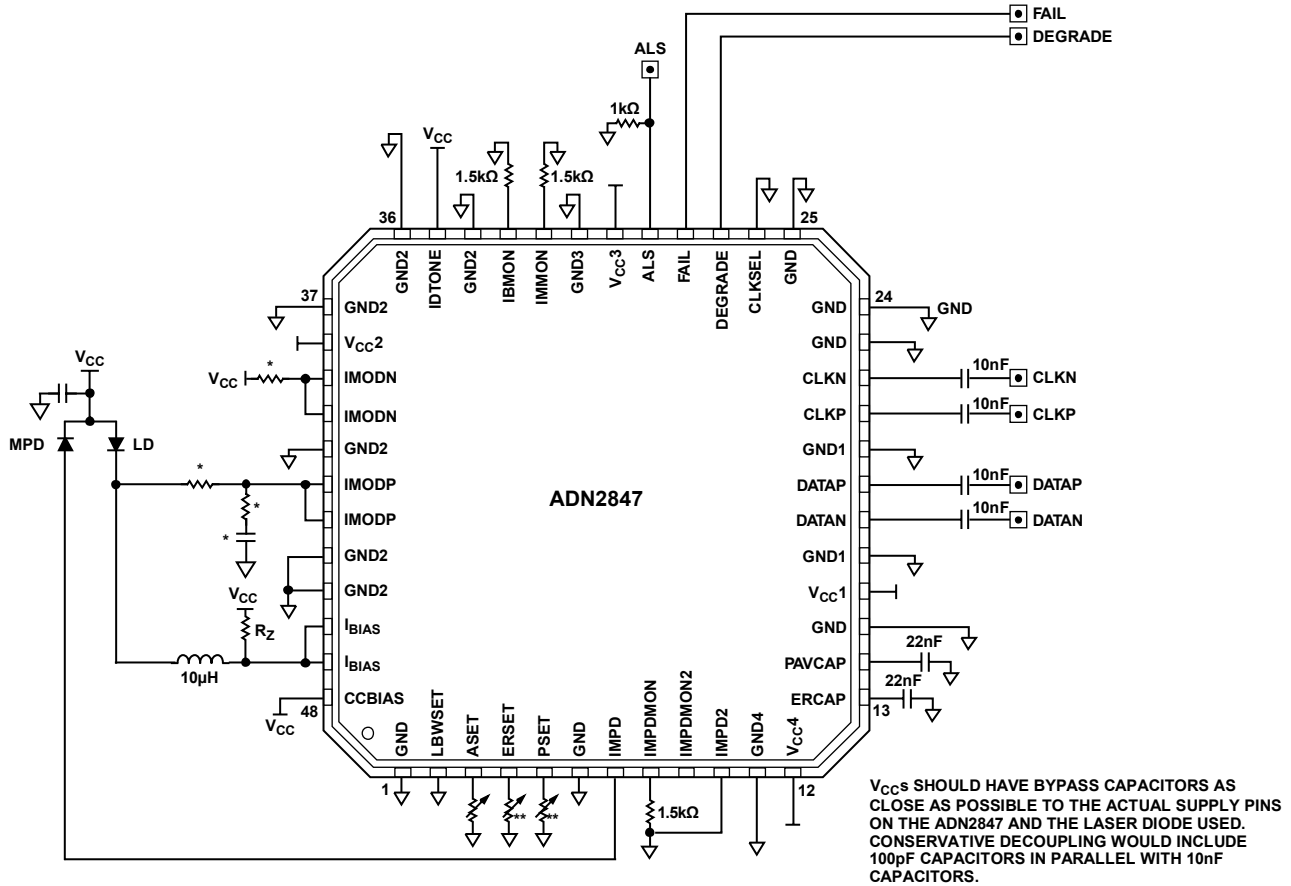 FAIL
DEGRADE
ALS
1kΩ
VCC
1.5kΩ
1.5kΩ
36
25
GND2
IDTONE
GND2
IBMON
IMMON
GND3
VCC3
ALS
FAIL
DEGRADE
CLKSEL
GND
37
GND2
VCC2
VCC
*
IMODN
IMODN
GND2
IMODP
IMODP
GND2
GND2
IBIAS
IBIAS
CCBIAS
48
VCC
VCC
MPD
LD
*
*
*
VCC
RZ
10µH
ADN2847
24
GND
GND
GND
CLKN
10nF
CLKN
CLKP
10nF
CLKP
GND1
DATAP
10nF
DATAP
DATAN
10nF
DATAN
GND1
VCC1
GND
PAVCAP
22nF
ERCAP
22nF
13
GND
LBWSET
ASET
ERSET
PSET
GND
IMPD
IMPDMON
IMPDMON2
IMPD2
GND4
VCC4
1
12
**
**
1.5kΩ
VCCs SHOULD HAVE BYPASS CAPACITORS AS
CLOSE AS POSSIBLE TO THE ACTUAL SUPPLY PINS
ON THE ADN2847 AND THE LASER DIODE USED.
CONSERVATIVE DECOUPLING WOULD INCLUDE
100pF CAPACITORS IN PARALLEL WITH 10nF
CAPACITORS.